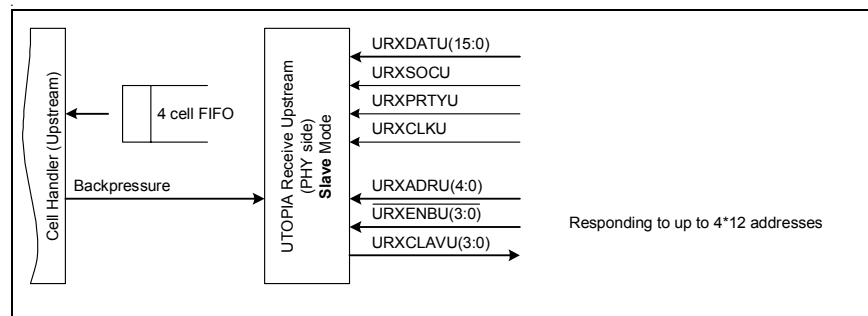 Cell Handler (Upstream)
4 cell FIFO
Backpressure
UTOPIA Receive Upstream
(PHY side)
Slave Mode
URXDATU(15:0)
URXSOCU
URXPRTYU
URXCLKU
URXADRU(4:0)
URXENBU(3:0)
URXCLAVU(3:0)
Responding to up to 4*12 addresses